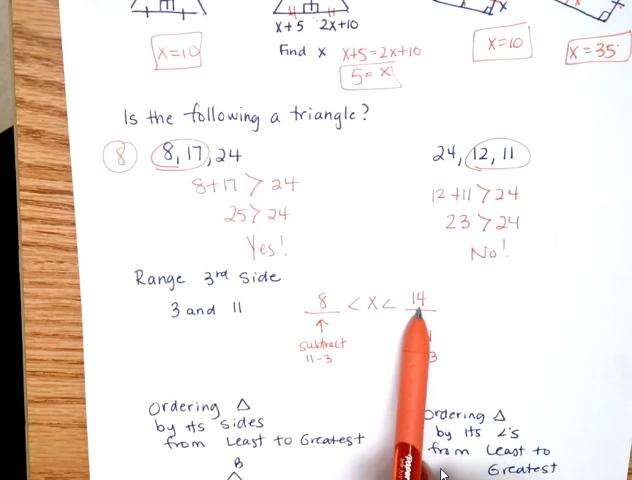 x+5 2x+10
x=10
Find x x+5=2x+10
5=x
x=10
x=35°
Is the following a triangle?
8 8, 17, 24
8+17 > 24
25 > 24
Yes!
24, 12, 11
12+11 > 24
23 > 24
No!
Range 3rd Side
3 and 11 8 < x < 14
subtract
11-3
3
Ordering △
by its sides
from Least to Greatest
B
Ordering △
by its ∠'s
from Least to
Greatest